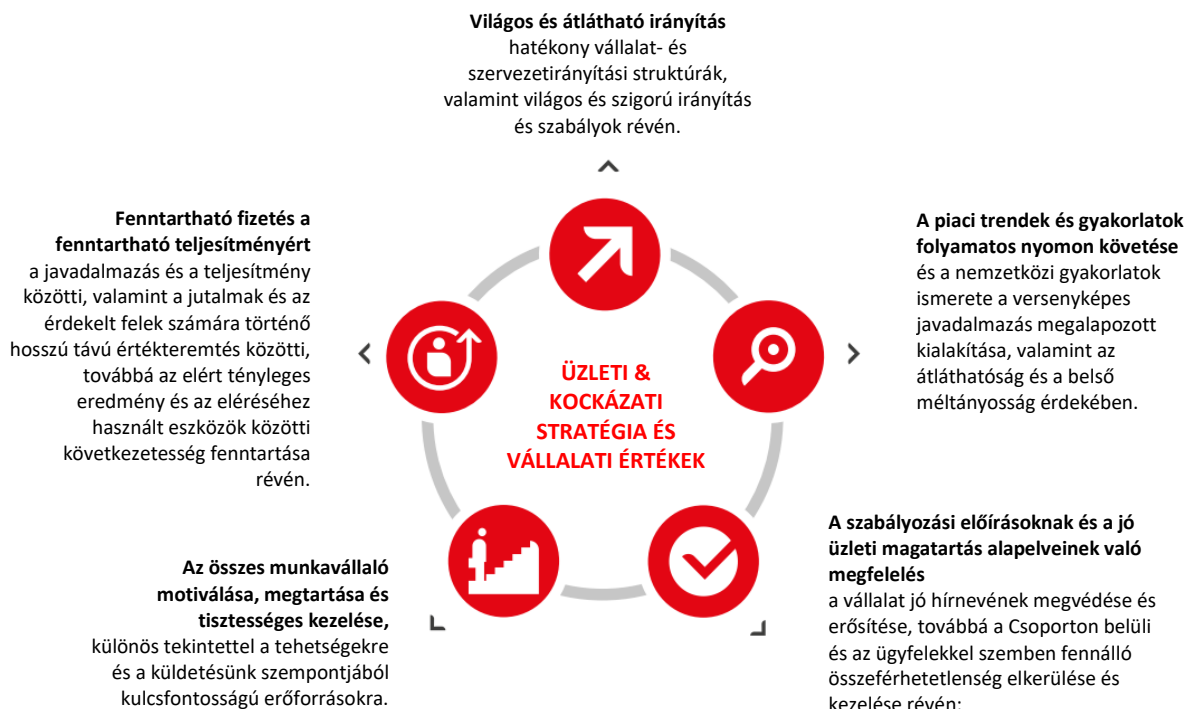 Világos és átlátható irányítás
hatékony vállalat- és
szervezetirányítási struktúrák,
valamint világos és szigorú irányítás
és szabályok révén.
Fenntartható fizetés a
fenntartható teljesítményért
a javadalmazás és a teljesítmény
közötti, valamint a jutalmak és az
érdekelt felek számára történő
hosszú távú értékteremtés közötti,
továbbá az elért tényleges
eredmény és az eléréséhez
használt eszközök közötti
következetesség fenntartása
révén.
A piaci trendek és gyakorlatok
folyamatos nyomon követése
és a nemzetközi gyakorlatok
ismerete a versenyképes
javadalmazás megalapozott
kialakítása, valamint az
átláthatóság és a belső
méltányosság érdekében.
ÜZLETI &
KOCKÁZATI
STRATÉGIA ÉS
VÁLLALATI ÉRTÉKEK
Az összes munkavállaló
motiválása, megtartása és
tisztességes kezelése,
különös tekintettel a tehetségekre
és a küldetésünk szempontjából
kulcsfontosságú erőforrásokra.
A szabályozási előírásoknak és a jó
üzleti magatartás alapelveinek való
megfelelés
a vállalat jó hírnevének megvédése és
erősítése, továbbá a Csoporton belüli
és az ügyfelekkel szemben fennálló
összeférhetetlenség elkerülése és
kezelése révén;